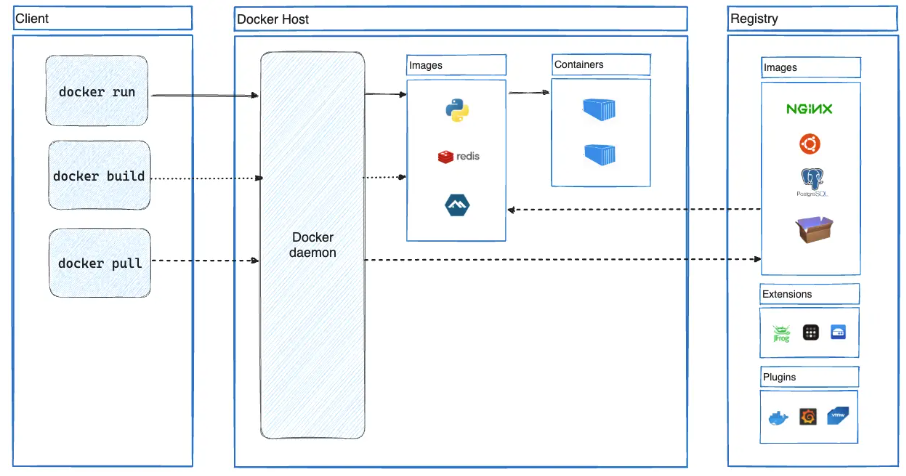 Client
docker run
docker build
docker pull
Docker Host
Docker
daemon
Images
redis
Containers
Registry
Images
NGINX
PostgreSQL
Extensions
jFrog
Plugins